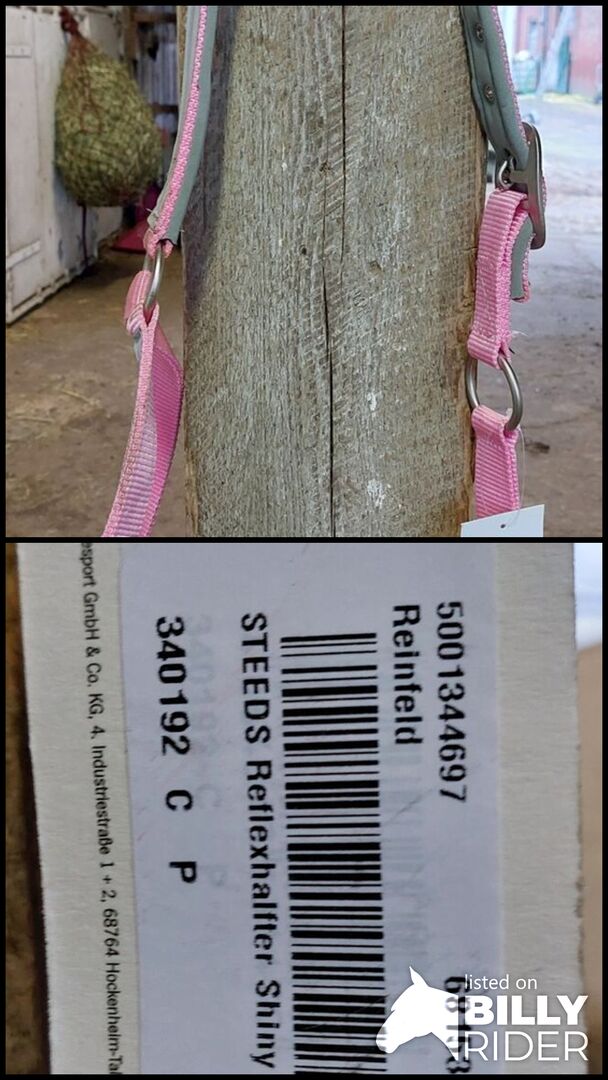 5001344697
Reinfeld
STEEDS Reflexhalfter Shiny
340192 C P
esport GmbH & Co. KG, 4. Industriestraße 1 + 2, 68764 Hockenheim-Tal
listed on
BILLY
RIDER